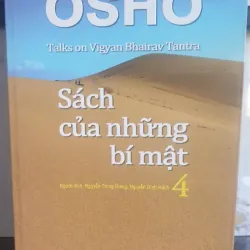 OSHO
Talks on Vigyan Bhairav Tantra
Sách
của những
bí mật
4